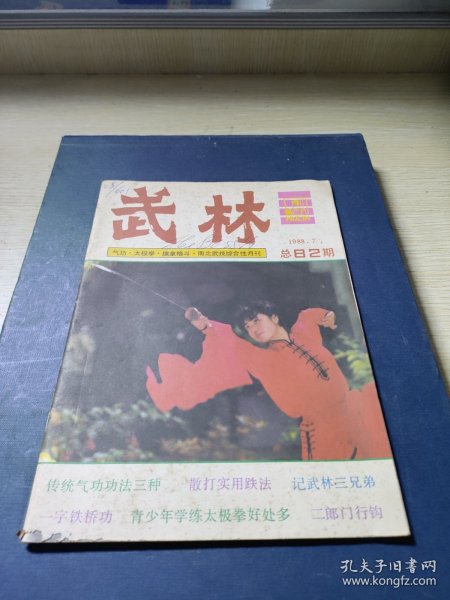 武林
1988.7
总82期
气功·太极拳·擒拿格斗·南北武技综合性月刊
传统气功功法三种 散打实用跌法 记武林三兄弟
一字铁桥功 青少年学练太极拳好处多 二郎门行钩
孔夫子旧书网
www.kongfz.com